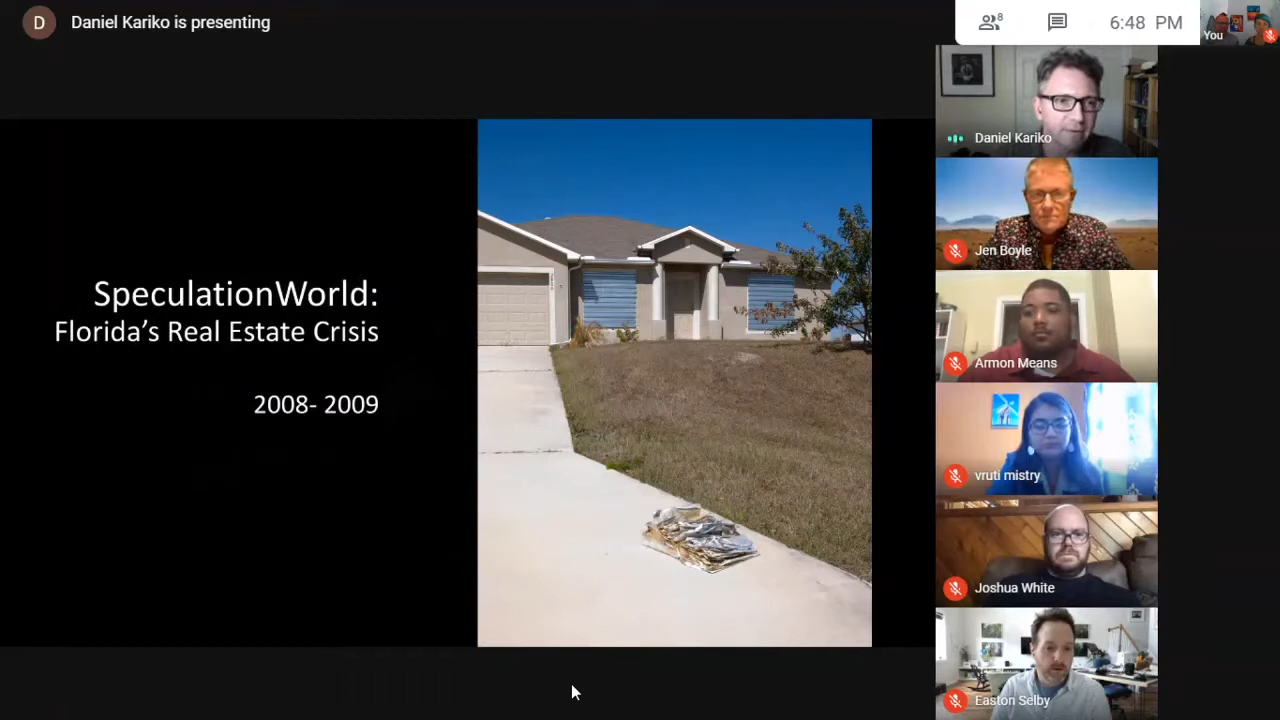 D
Daniel Kariko is presenting
8
6:48 PM
You
SpeculationWorld:
Florida's Real Estate Crisis
2008- 2009
Daniel Kariko
Jen Boyle
Armon Means
vruti mistry
Joshua White
Easton Selby